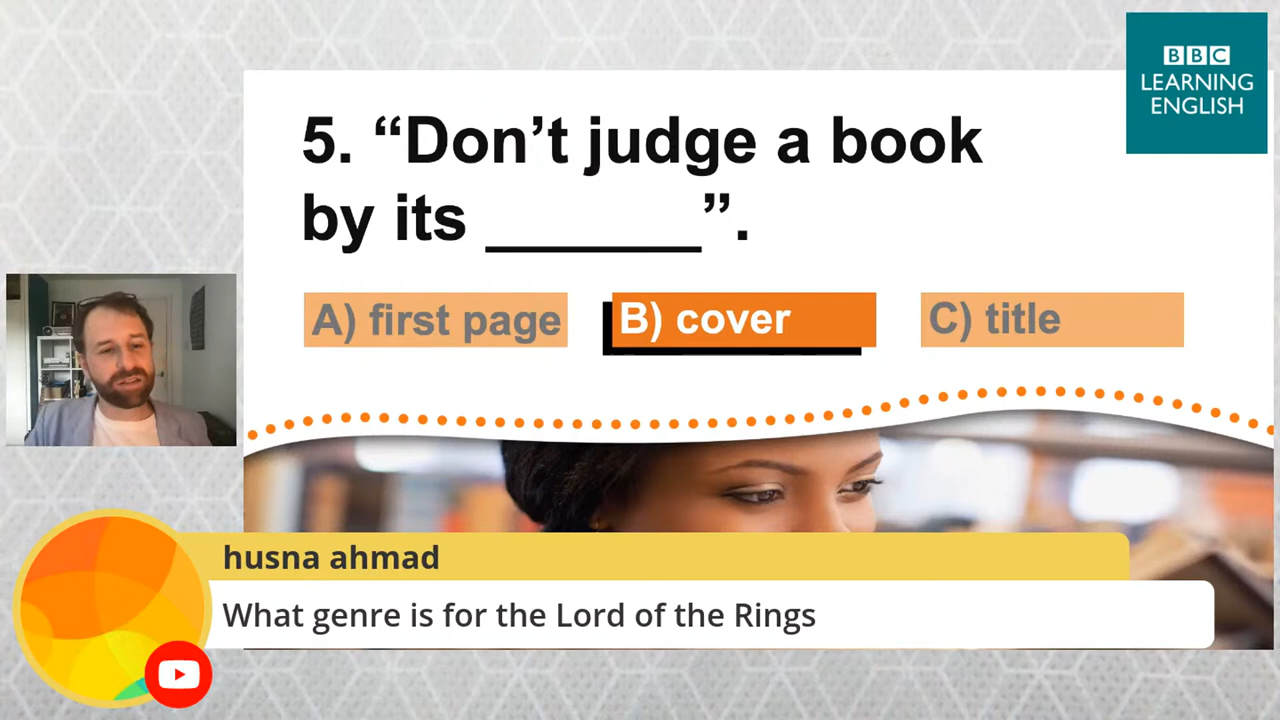 BBC
LEARNING
ENGLISH
5. “Don’t judge a book
by its ______”.
A) first page
B) cover
C) title
husna ahmad
What genre is for the Lord of the Rings